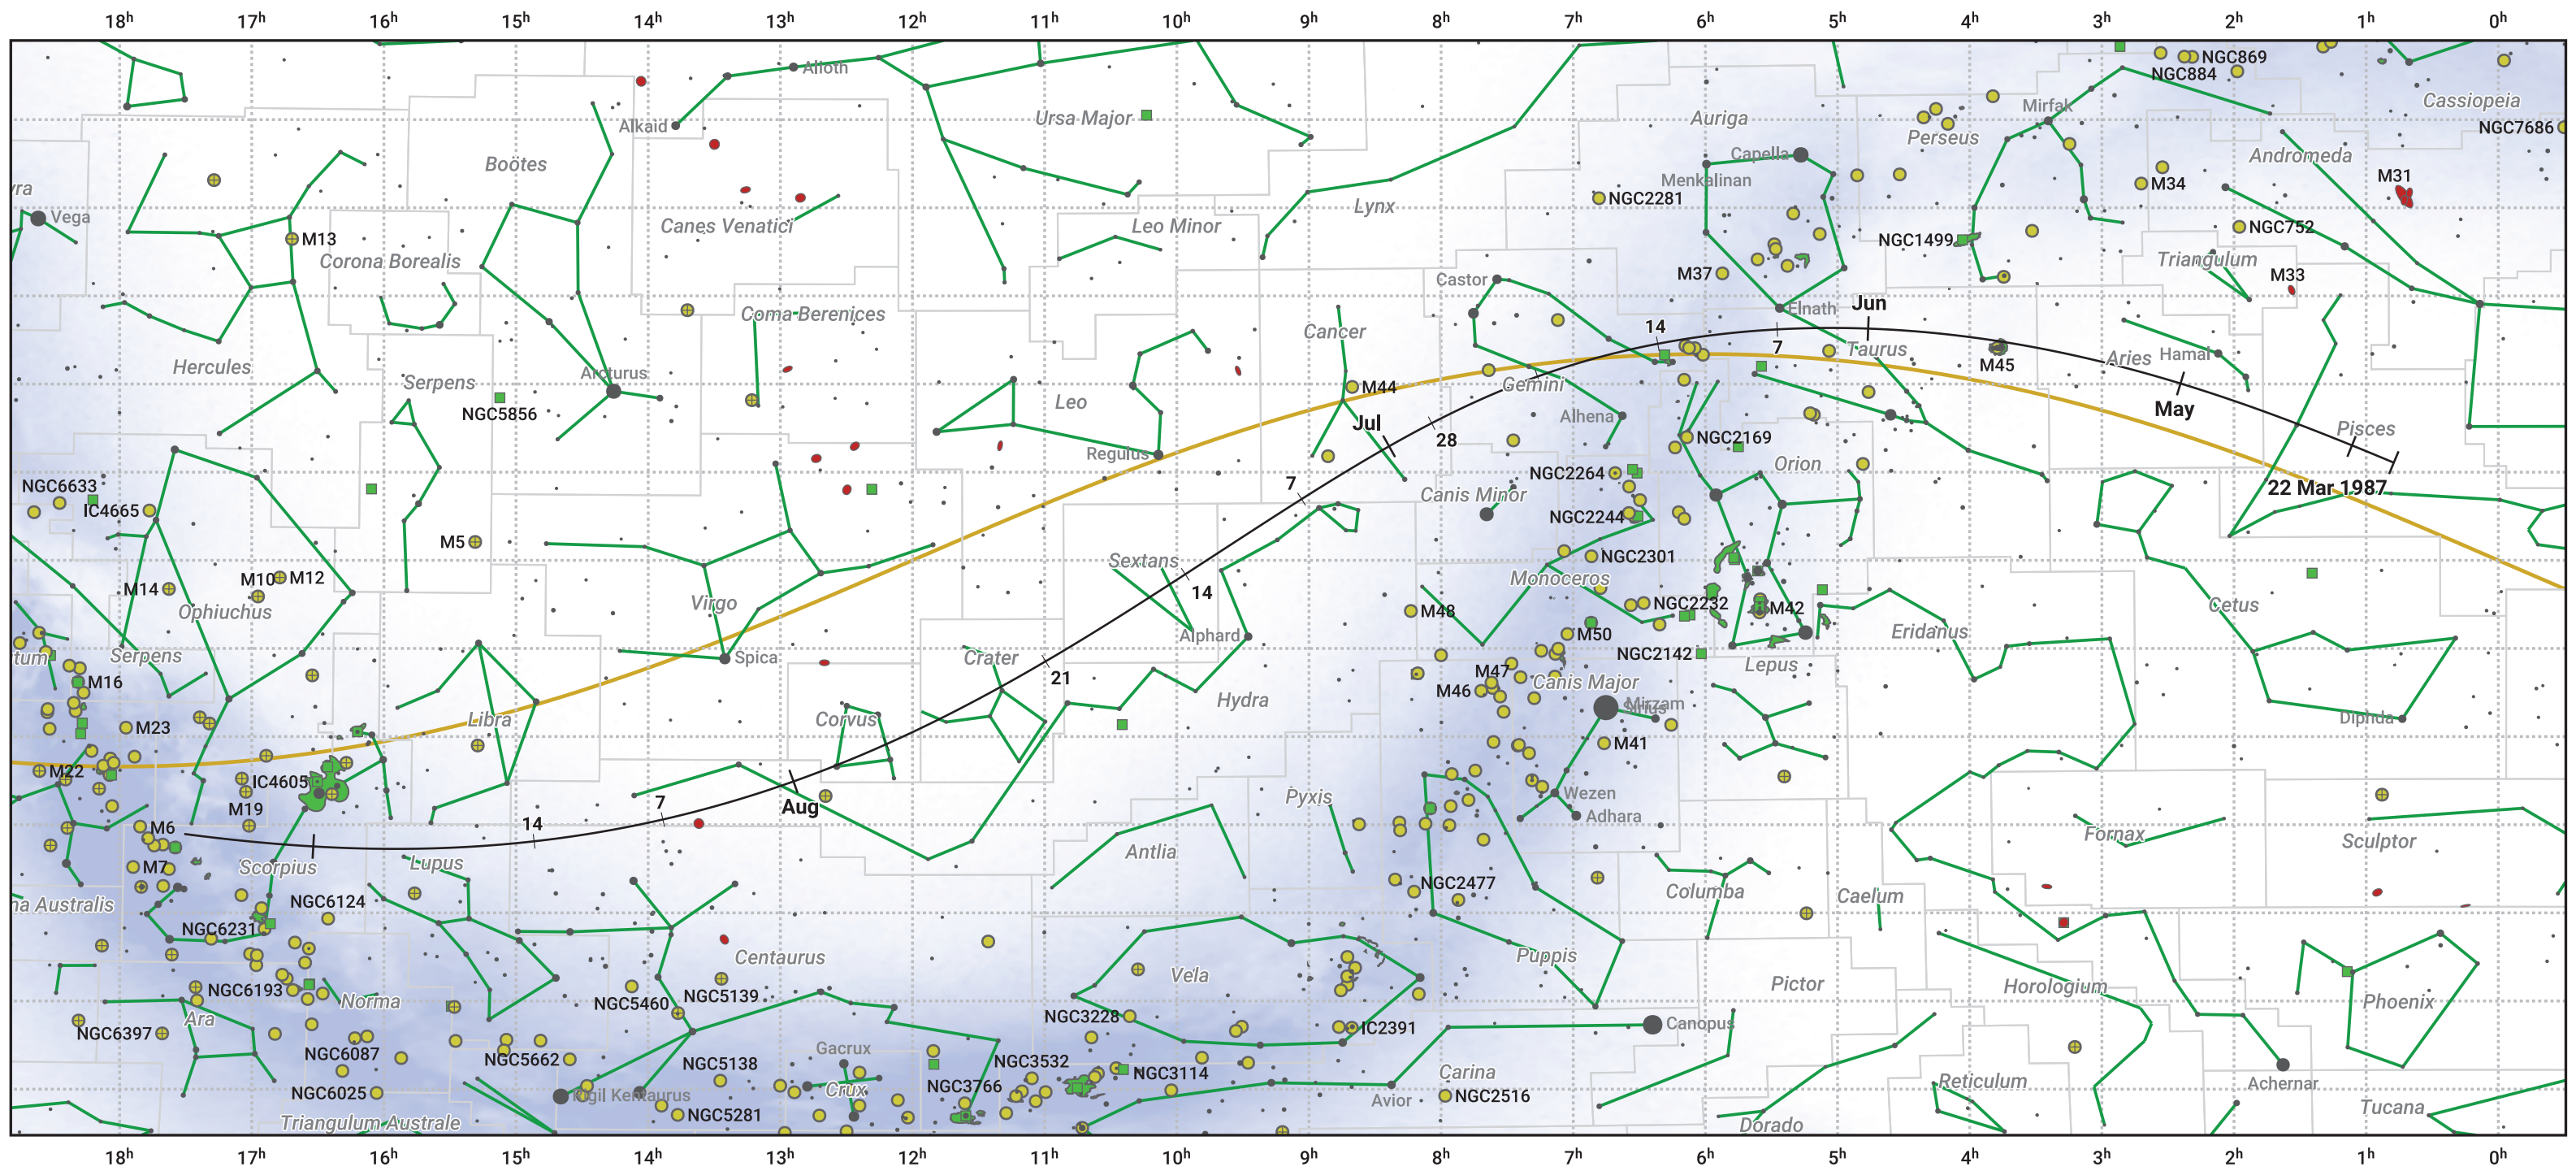 18h 17h 16h 15h 14h 13h 12h 11h 10h 9h 8h 7h 6h 5h 4h 3h 2h 1h 0h
Alioth
NGC869
NGC884
Cassiopeia
Mirfak
Ursa Major
Auriga
Alkaid
NGC7686
Perseus
Boötes
Capella
Andromeda
Menkalinan
M34
M31
yra
Vega
NGC2281
Lynx
Canes Venatici
Leo Minor
NGC752
M13
NGC1499
Corona Borealis
Triangulum
M37
M33
Castor
Elnath
Jun
Coma Berenices
14
Cancer
7
Taurus
Hercules
Arcturus
Aries
Hamal
M45
Serpens
Gemini
M44
NGC5856
Leo
May
Alhena
Jul
28
Pisces
NGC2169
Regulus
Orion
NGC2264
NGC6633
7
22 Mar 1987
Canis Minor
IC4665
NGC2244
M5
NGC2301
Sextans
M10
M12
Monoceros
M14
14
Virgo
NGC2232
Cetus
M42
Ophiuchus
M48
Eridanus
M50
Alphard
tum
Serpens
Spica
Crater
NGC2142
Lepus
M47
21
M16
Canis Major
M46
Hydra
Mirzam
Sirius
Libra
Corvus
Diphda
M23
M41
M22
IC4605
Wezen
Pyxis
7
Aug
M19
Adhara
M6
14
Fornax
Sculptor
Antlia
Lupus
M7
Scorpius
NGC2477
Columba
Caelum
na Australis
NGC6124
NGC6231
Centaurus
Puppis
Vela
Pictor
NGC6193
Horologium
Norma
NGC5460
NGC5139
Phoenix
NGC3228
Ara
Canopus
NGC6397
IC2391
Gacrux
NGC6087
NGC5662
NGC5138
NGC3532
NGC3114
Carina
Reticulum
Achernar
NGC3766
Crux
NGC6025
Rigil Kentaurus
Avior
NGC2516
Tucana
NGC5281
Triangulum Australe
Dorado
18h 17h 16h 15h 14h 13h 12h 11h 10h 9h 8h 7h 6h 5h 4h 3h 2h 1h 0h